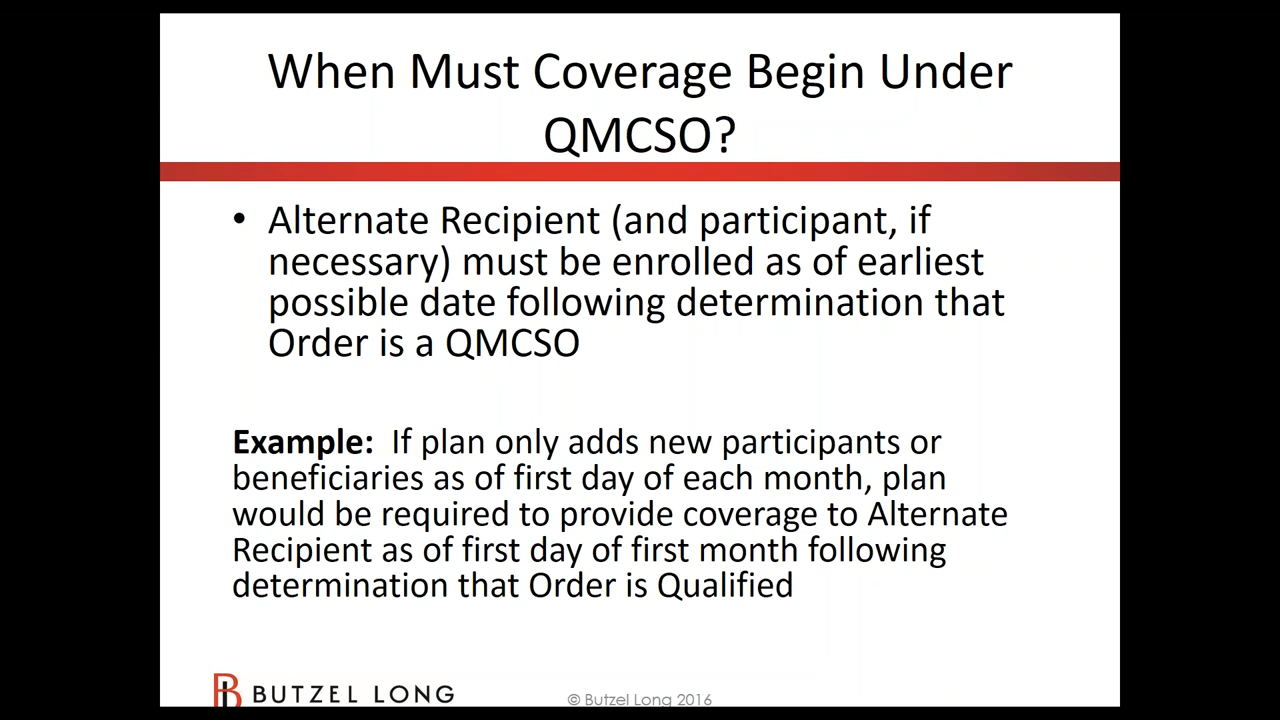 When Must Coverage Begin Under
QMCSO?
• Alternate Recipient (and participant, if
necessary) must be enrolled as of earliest
possible date following determination that
Order is a QMCSO
Example: If plan only adds new participants or
beneficiaries as of first day of each month, plan
would be required to provide coverage to Alternate
Recipient as of first day of first month following
determination that Order is Qualified
BUTZEL LONG
© Butzel Long 2016